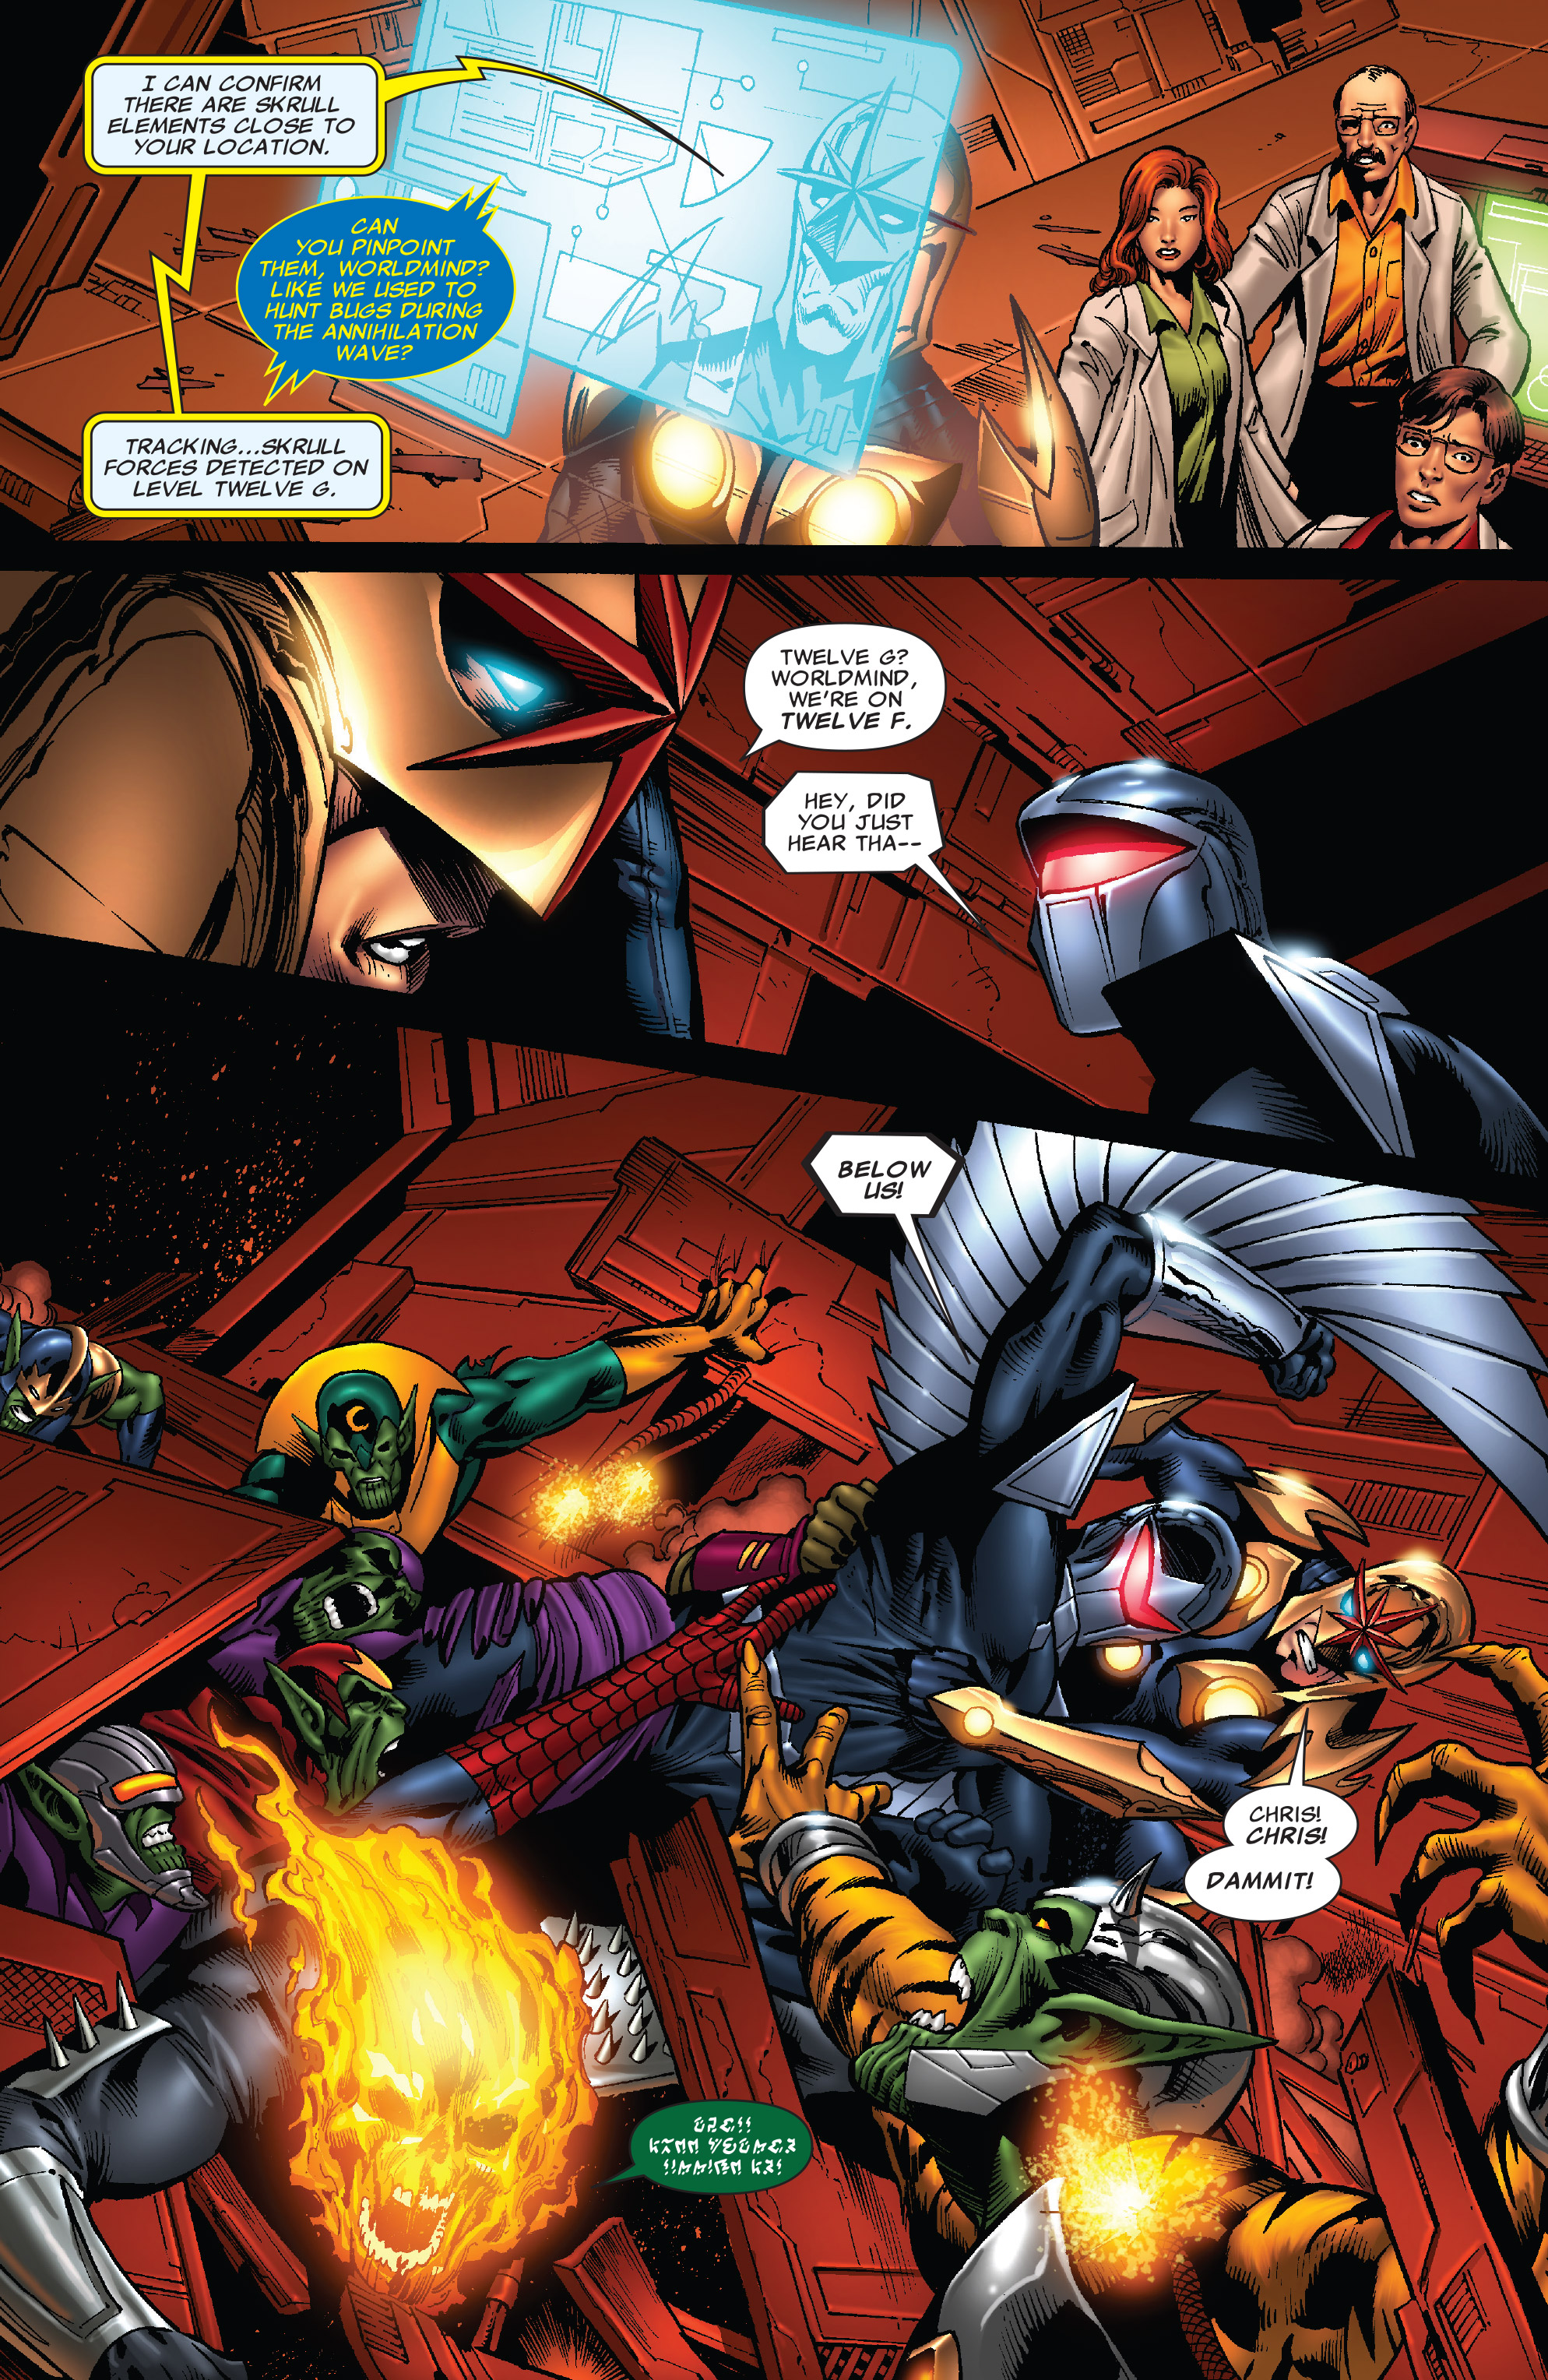 I CAN CONFIRM
THERE ARE SKRULL
ELEMENTS CLOSE TO
YOUR LOCATION.
CAN
YOU PINPOINT
THEM, WORLDMIND?
LIKE WE USED TO
HUNT BUGS DURING
THE ANNIHILATION
WAVE?
TRACKING...SKRULL
FORCES DETECTED ON
LEVEL TWELVE G.
TWELVE G?
WORLDMIND,
WE'RE ON
TWELVE F.
HEY, DID
YOU JUST
HEAR THA--
BELOW
US!
CHRIS!
CHRIS!
DAMMIT!